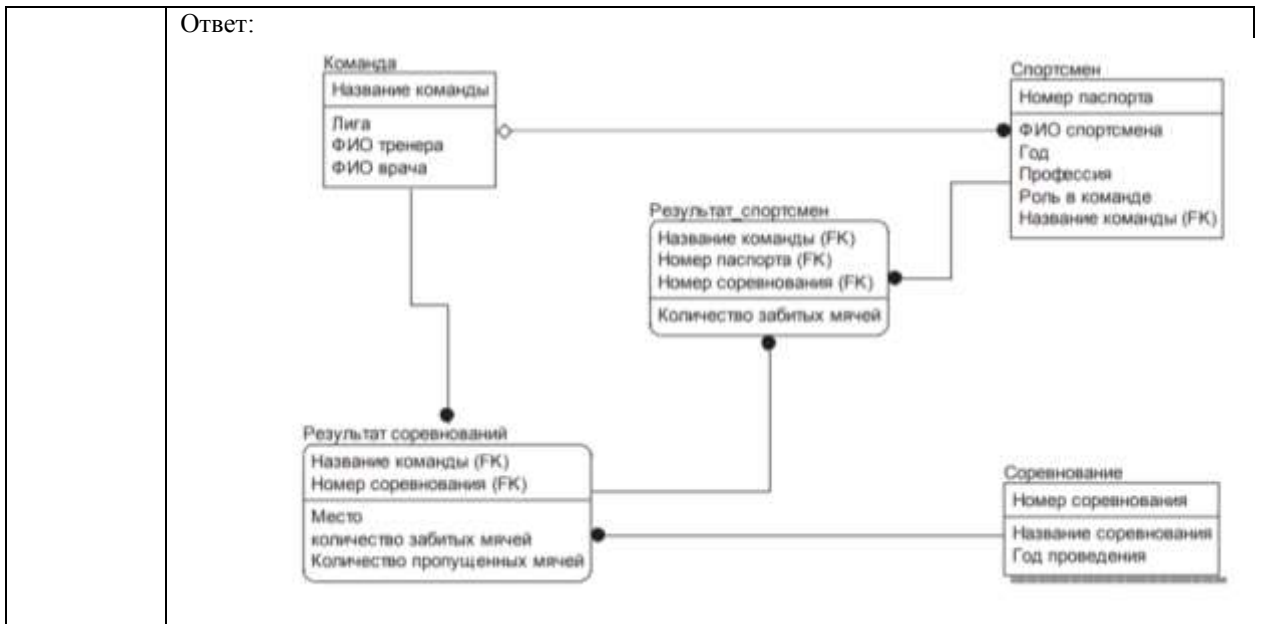 Ответ:
Команда
Название команды
Лига
ФИО тренера
ФИО врача
Спортсмен
Номер паспорта
ФИО спортсмена
Год
Профессия
Роль в команде
Название команды (FK)
Результат_спортсмен
Название команды (FK)
Номер паспорта (FK)
Номер соревнования (FK)
Количество забитых мячей
Результат соревнований
Название команды (FK)
Номер соревнования (FK)
Место
количество забитых мячей
Количество пропущенных мячей
Соревнование
Номер соревнования
Название соревнования
Год проведения